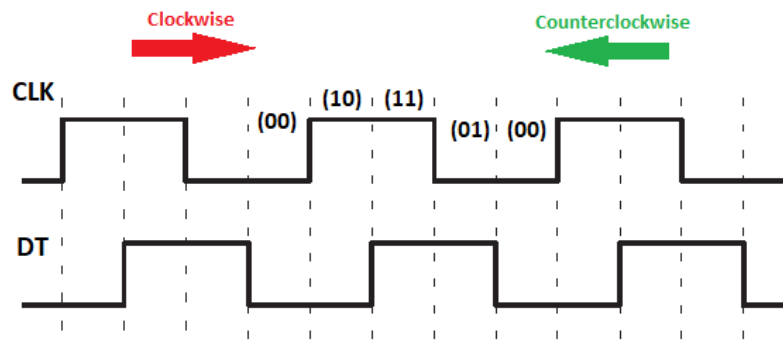 Clockwise
Counterclockwise
CLK
(00) (10) (11) (01) (00)
DT